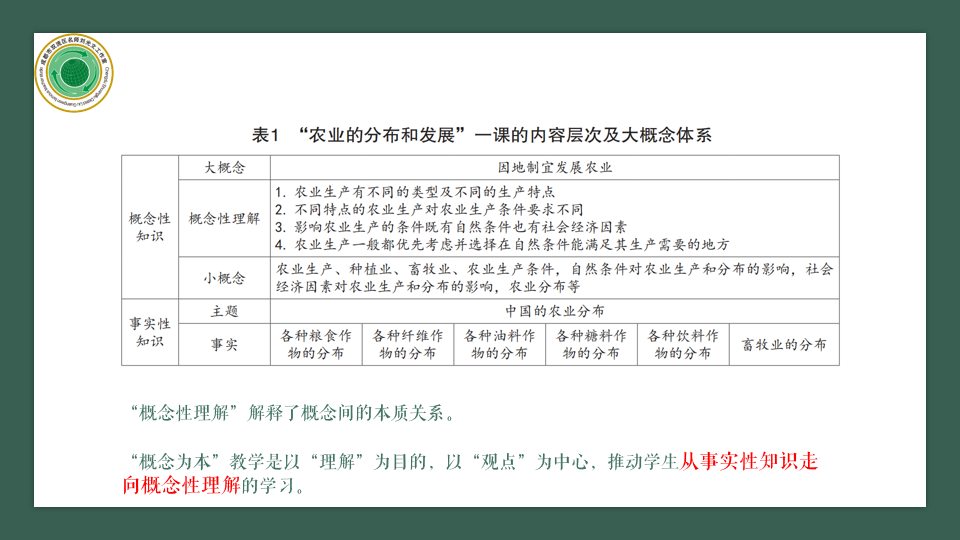 成都市双流区名师刘光文工作室
表1 “农业的分布和发展”一课的内容层次及大概念体系
概念性知识
大概念
因地制宜发展农业
概念性理解
1. 农业生产有不同的类型及不同的生产特点
2. 不同特点的农业生产对农业生产条件要求不同
3. 影响农业生产的条件既有自然条件也有社会经济因素
4. 农业生产一般都优先考虑并选择在自然条件能满足其生产需要的地方
小概念
农业生产、种植业、畜牧业、农业生产条件，自然条件对农业生产和分布的影响，社会
经济因素对农业生产和分布的影响，农业分布等
事实性知识
主题
中国的农业分布
事实
各种粮食作物的分布
各种纤维作物的分布
各种油料作物的分布
各种糖料作物的分布
各种饮料作物的分布
畜牧业的分布
“概念性理解”解释了概念间的本质关系。
“概念为本”教学是以“理解”为目的，以“观点”为中心，推动学生从事实性知识走
向概念性理解的学习。